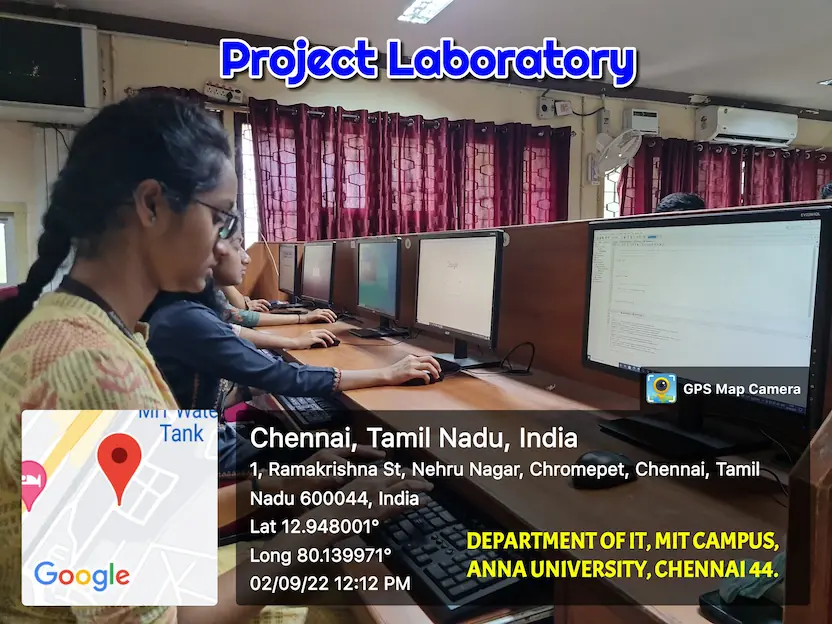 Project Laboratory
GPS Map Camera
Tank
Chennai, Tamil Nadu, India
1, Ramakrishna St, Nehru Nagar, Chromepet, Chennai, Tamil
Nadu 600044, India
Lat 12.948001°
Long 80.139971°
02/09/22 12:12 PM
Google
DEPARTMENT OF IT, MIT CAMPUS,
ANNA UNIVERSITY, CHENNAI 44.